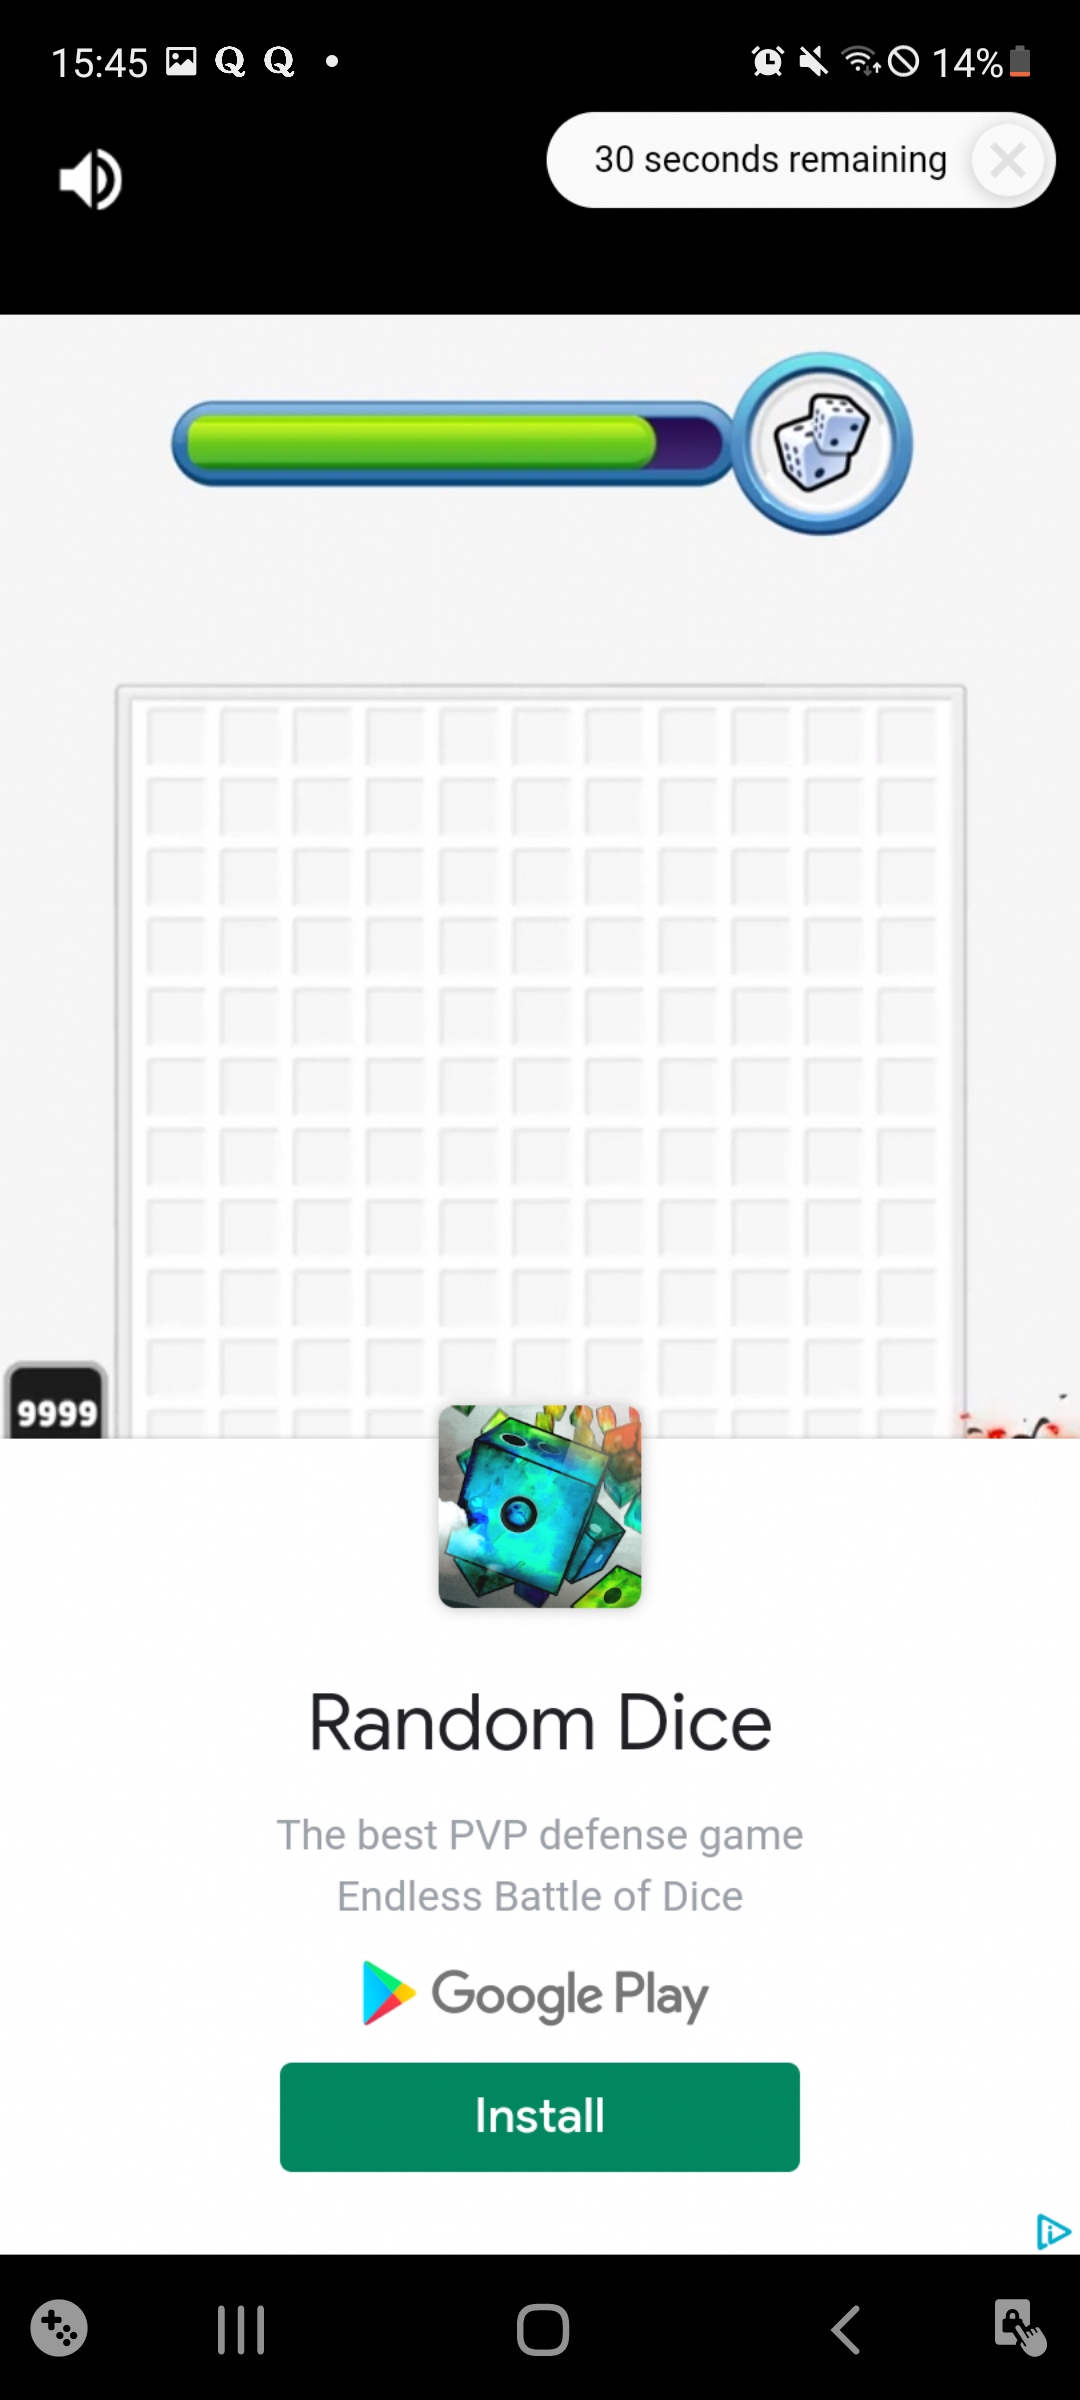 15:45
14%
30 seconds remaining
9999
Random Dice
The best PVP defense game
Endless Battle of Dice
Google Play
Install